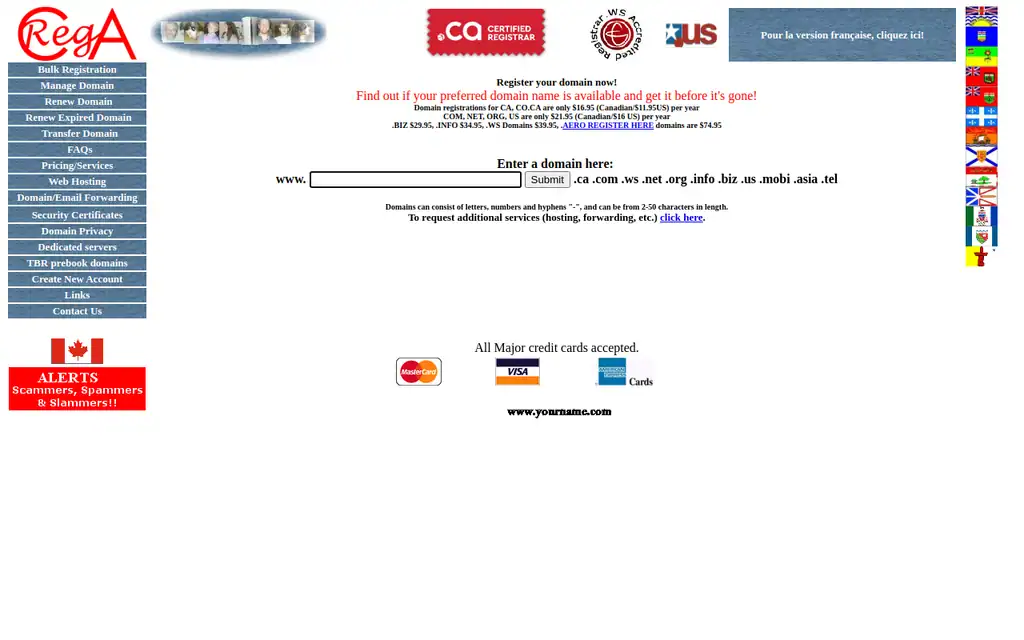 CRegA
.ca CERTIFIED REGISTRAR
Registrar .WS Accredited
.us
Pour la version française, cliquez ici!
Bulk Registration
Manage Domain
Renew Domain
Renew Expired Domain
Transfer Domain
FAQs
Pricing/Services
Web Hosting
Domain/Email Forwarding
Security Certificates
Domain Privacy
Dedicated servers
TBR prebook domains
Create New Account
Links
Contact Us
ALERTS
Scammers, Spammers
& Slammers!!
Register your domain now!
Find out if your preferred domain name is available and get it before it's gone!
Domain registrations for CA, CO.CA are only $16.95 (Canadian/$11.95US) per year
COM, NET, ORG, US are only $21.95 (Canadian/$16 US) per year
.BIZ $29.95, .INFO $34.95, .WS Domains $39.95, .AERO REGISTER HERE domains are $74.95
Enter a domain here:
www. Submit .ca .com .ws .net .org .info .biz .us .mobi .asia .tel
Domains can consist of letters, numbers and hyphens "-", and can be from 2-50 characters in length.
To request additional services (hosting, forwarding, etc.) click here.
All Major credit cards accepted.
MasterCard
VISA
AMERICAN EXPRESS Cards
www.yourname.com